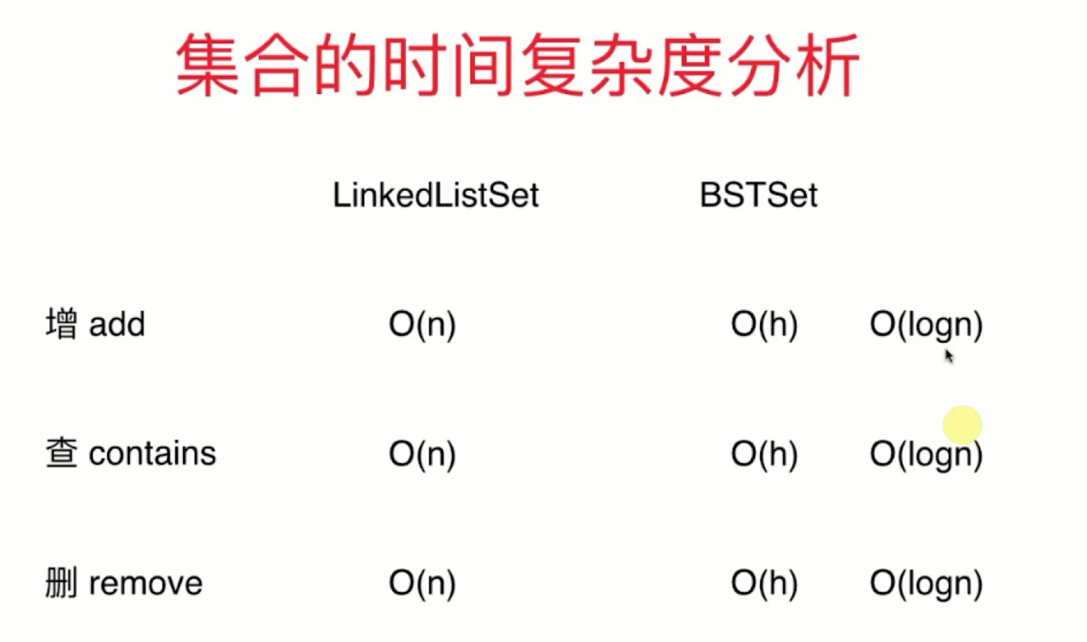 集合的时间复杂度分析
LinkedListSet BSTSet
增 add O(n) O(h) O(logn)
查 contains O(n) O(h) O(logn)
删 remove O(n) O(h) O(logn)